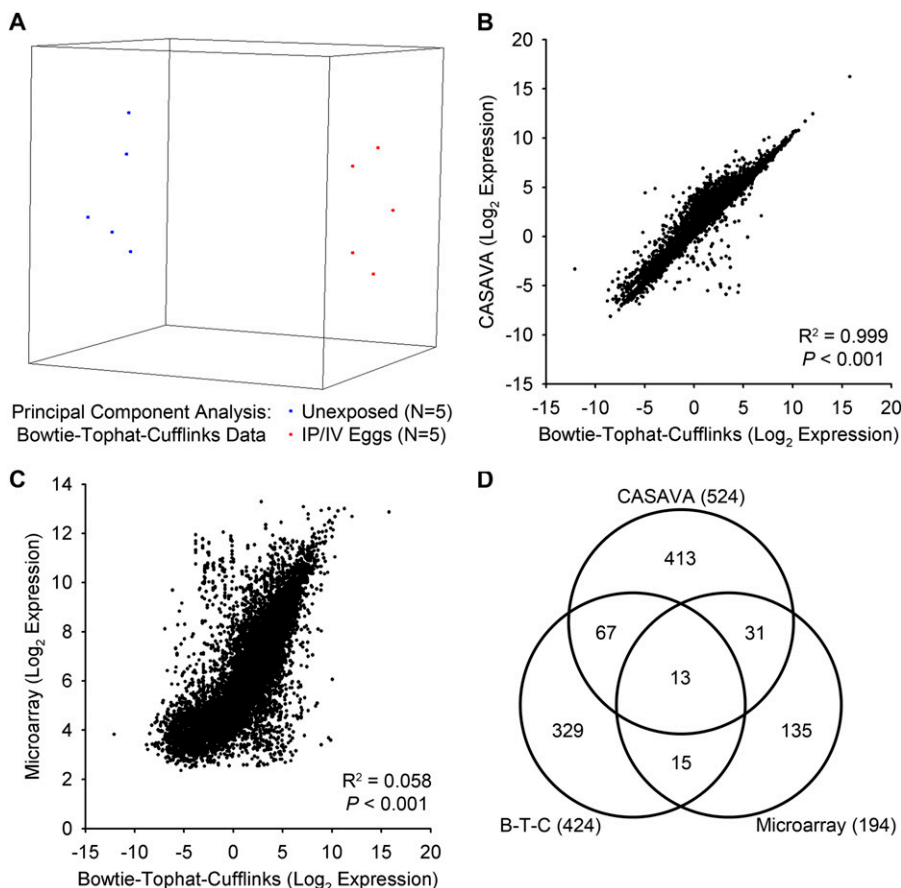 A
Principal Component Analysis:
Bowtie-Tophat-Cufflinks Data
Unexposed (N=5)
IP/IV Eggs (N=5)
B
20
15
10
5
0
-5
-10
-15
CASAVA (Log2 Expression)
R2 = 0.999
P < 0.001
-15 -10 -5 0 5 10 15 20
Bowtie-Tophat-Cufflinks (Log2 Expression)
C
14
12
10
8
6
4
2
0
Microarray (Log2 Expression)
R2 = 0.058
P < 0.001
-15 -10 -5 0 5 10 15 20
Bowtie-Tophat-Cufflinks (Log2 Expression)
D
CASAVA (524)
413
67
31
13
329
135
15
B-T-C (424)
Microarray (194)